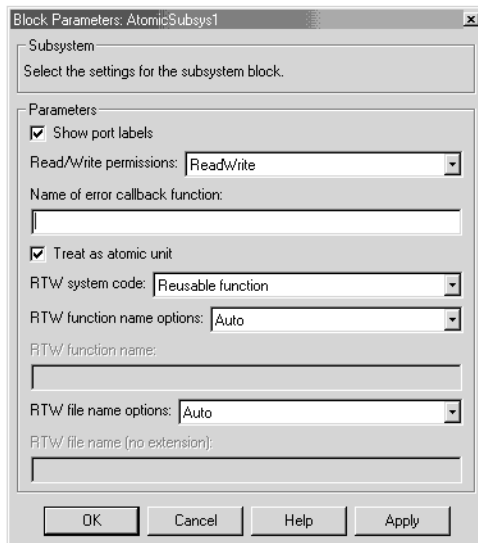 Block Parameters: AtomicSubsys1
Subsystem
Select the settings for the subsystem block.
Parameters
Show port labels
Read/Write permissions: ReadWrite
Name of error callback function:
Treat as atomic unit
RTW system code: Reusable function
RTW function name options: Auto
RTW function name:
RTW file name options: Auto
RTW file name (no extension):
OK Cancel Help Apply